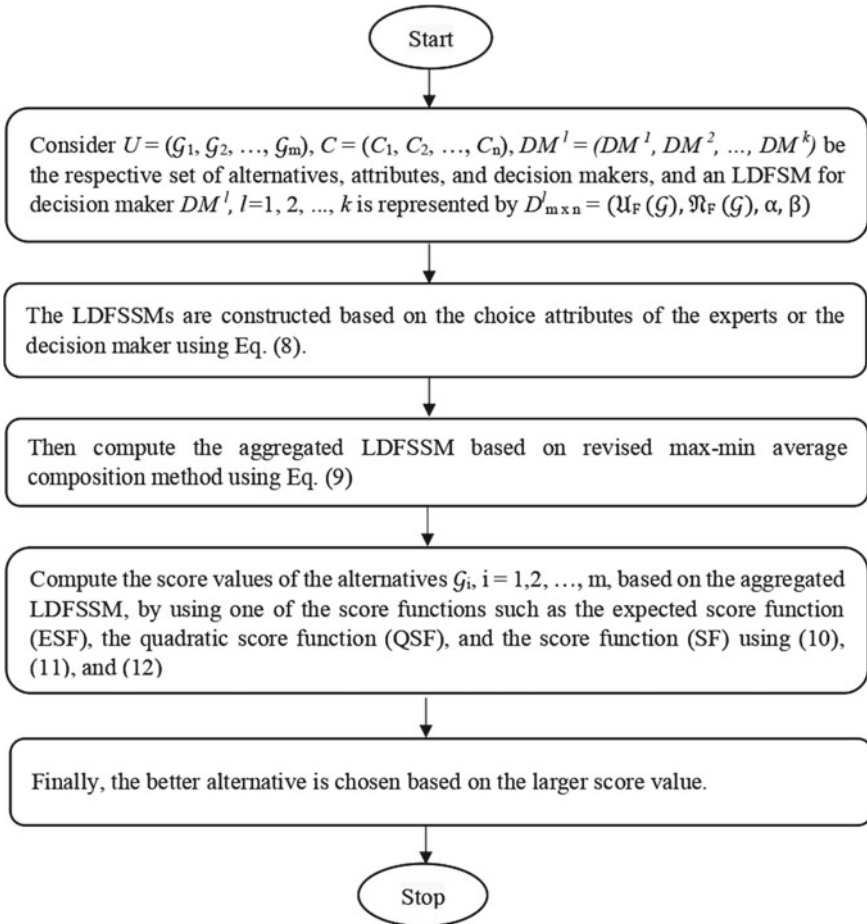 Start
Consider U = (𝒢1, 𝒢2, …, 𝒢m), C = (C1, C2, …, Cn), DM^l = (DM^1, DM^2, ..., DM^k) be
the respective set of alternatives, attributes, and decision makers, and an LDFSM for
decision maker DM^l, l=1, 2, ..., k is represented by D^l_m x n = (𝔘F (𝒢), 𝔑F (𝒢), α, β)
The LDFSSMs are constructed based on the choice attributes of the experts or the
decision maker using Eq. (8).
Then compute the aggregated LDFSSM based on revised max-min average
composition method using Eq. (9)
Compute the score values of the alternatives 𝒢i, i = 1,2, …, m, based on the aggregated
LDFSSM, by using one of the score functions such as the expected score function
(ESF), the quadratic score function (QSF), and the score function (SF) using (10),
(11), and (12)
Finally, the better alternative is chosen based on the larger score value.
Stop